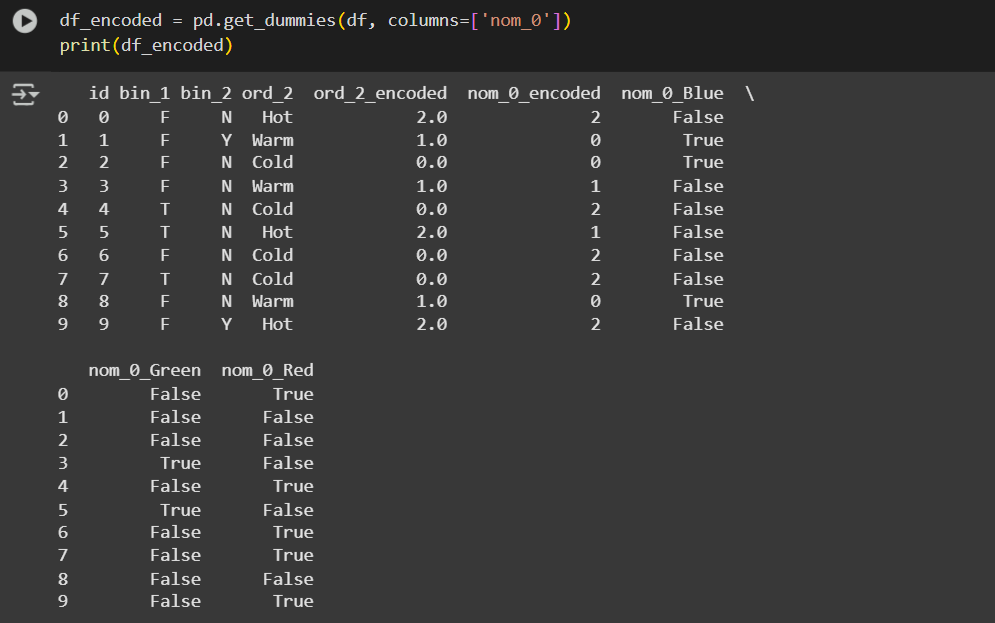 df_encoded = pd.get_dummies(df, columns=['nom_0'])
print(df_encoded)
   id bin_1 bin_2 ord_2  ord_2_encoded  nom_0_encoded  nom_0_Blue  \
0   0     F     N   Hot            2.0              2       False
1   1     F     Y  Warm            1.0              0        True
2   2     F     N  Cold            0.0              0        True
3   3     F     N  Warm            1.0              1       False
4   4     T     N  Cold            0.0              2       False
5   5     T     N   Hot            2.0              1       False
6   6     F     N  Cold            0.0              2       False
7   7     T     N  Cold            0.0              2       False
8   8     F     N  Warm            1.0              0        True
9   9     F     Y   Hot            2.0              2       False
   nom_0_Green  nom_0_Red
0        False       True
1        False      False
2        False      False
3         True      False
4        False       True
5         True      False
6        False       True
7        False       True
8        False      False
9        False       True